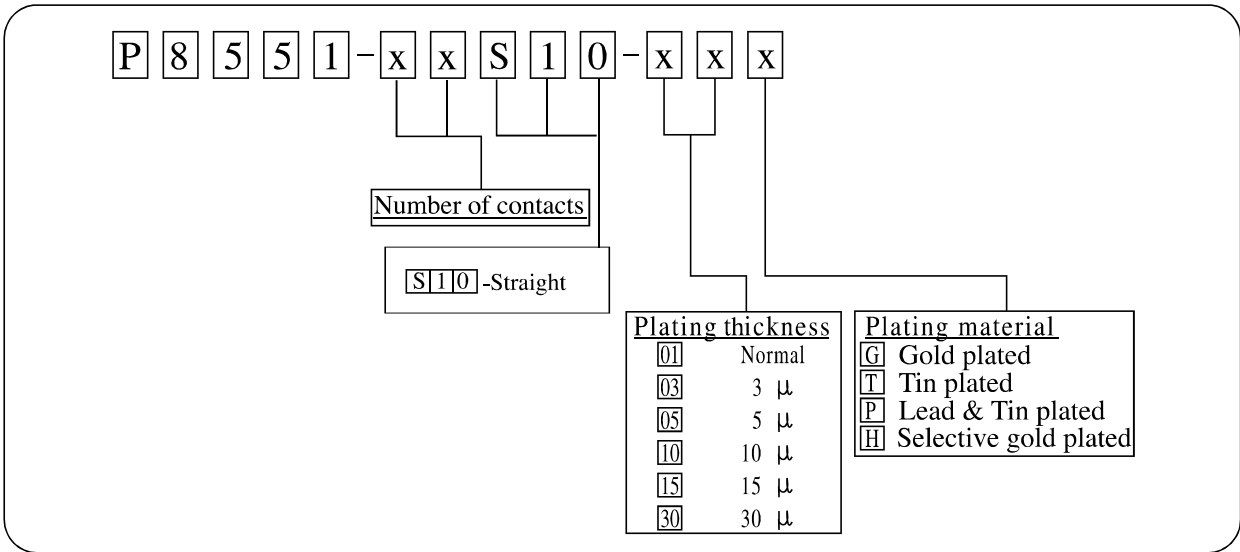 P8551-xxS10-xxx
Number of contacts
S10-Straight
Plating thickness
01 Normal
03 3 μ
05 5 μ
10 10 μ
15 15 μ
30 30 μ
Plating material
G Gold plated
T Tin plated
P Lead & Tin plated
H Selective gold plated